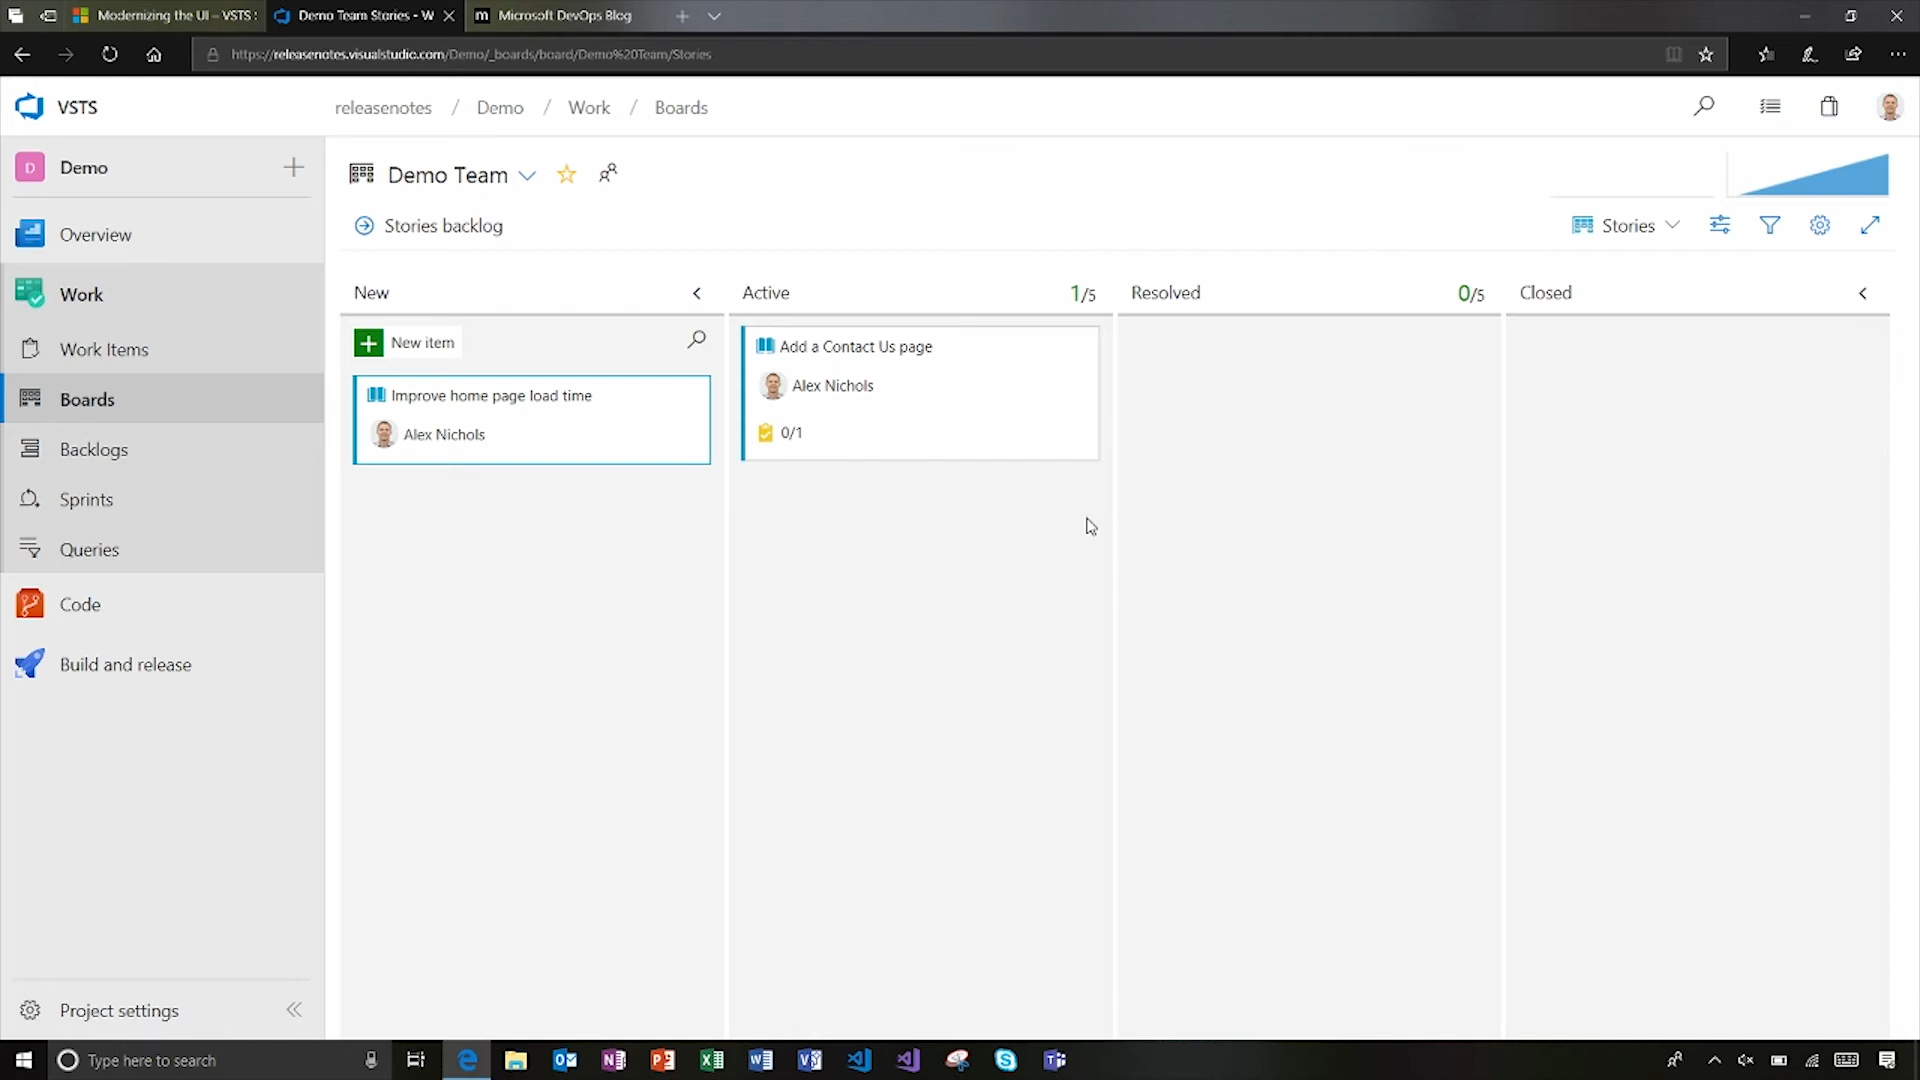 Modernizing the UI – VSTS
Demo Team Stories - W
m
Microsoft DevOps Blog
https://releasenotes.visualstudio.com/Demo/_boards/board/Demo%20Team/Stories
VSTS
releasenotes / Demo / Work / Boards
D
Demo
Demo Team
Overview
Stories backlog
Stories
Work
New
Active
1/5
Resolved
0/5
Closed
Work Items
New item
Add a Contact Us page
Alex Nichols
0/1
Boards
Improve home page load time
Alex Nichols
Backlogs
Sprints
Queries
Code
Build and release
Project settings
Type here to search